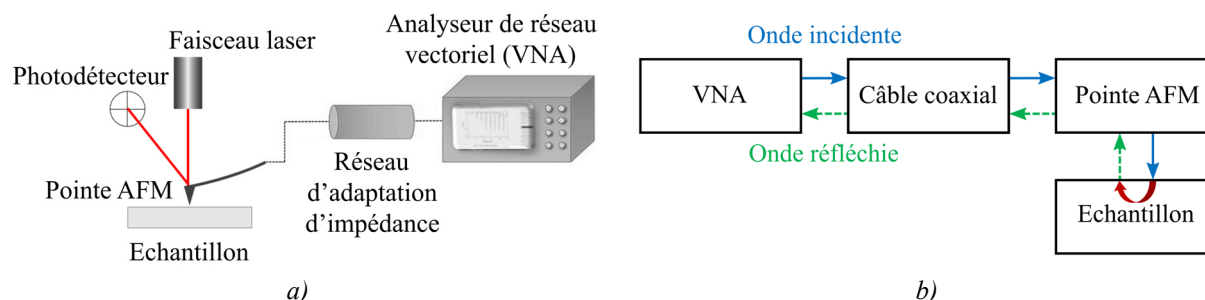 Analyseur de réseau
vectoriel (VNA)
Faisceau laser
Photodétecteur
Pointe AFM
Réseau
d’adaptation
d’impédance
Echantillon
a)
Onde incidente
VNA
Câble coaxial
Pointe AFM
Onde réfléchie
Echantillon
b)